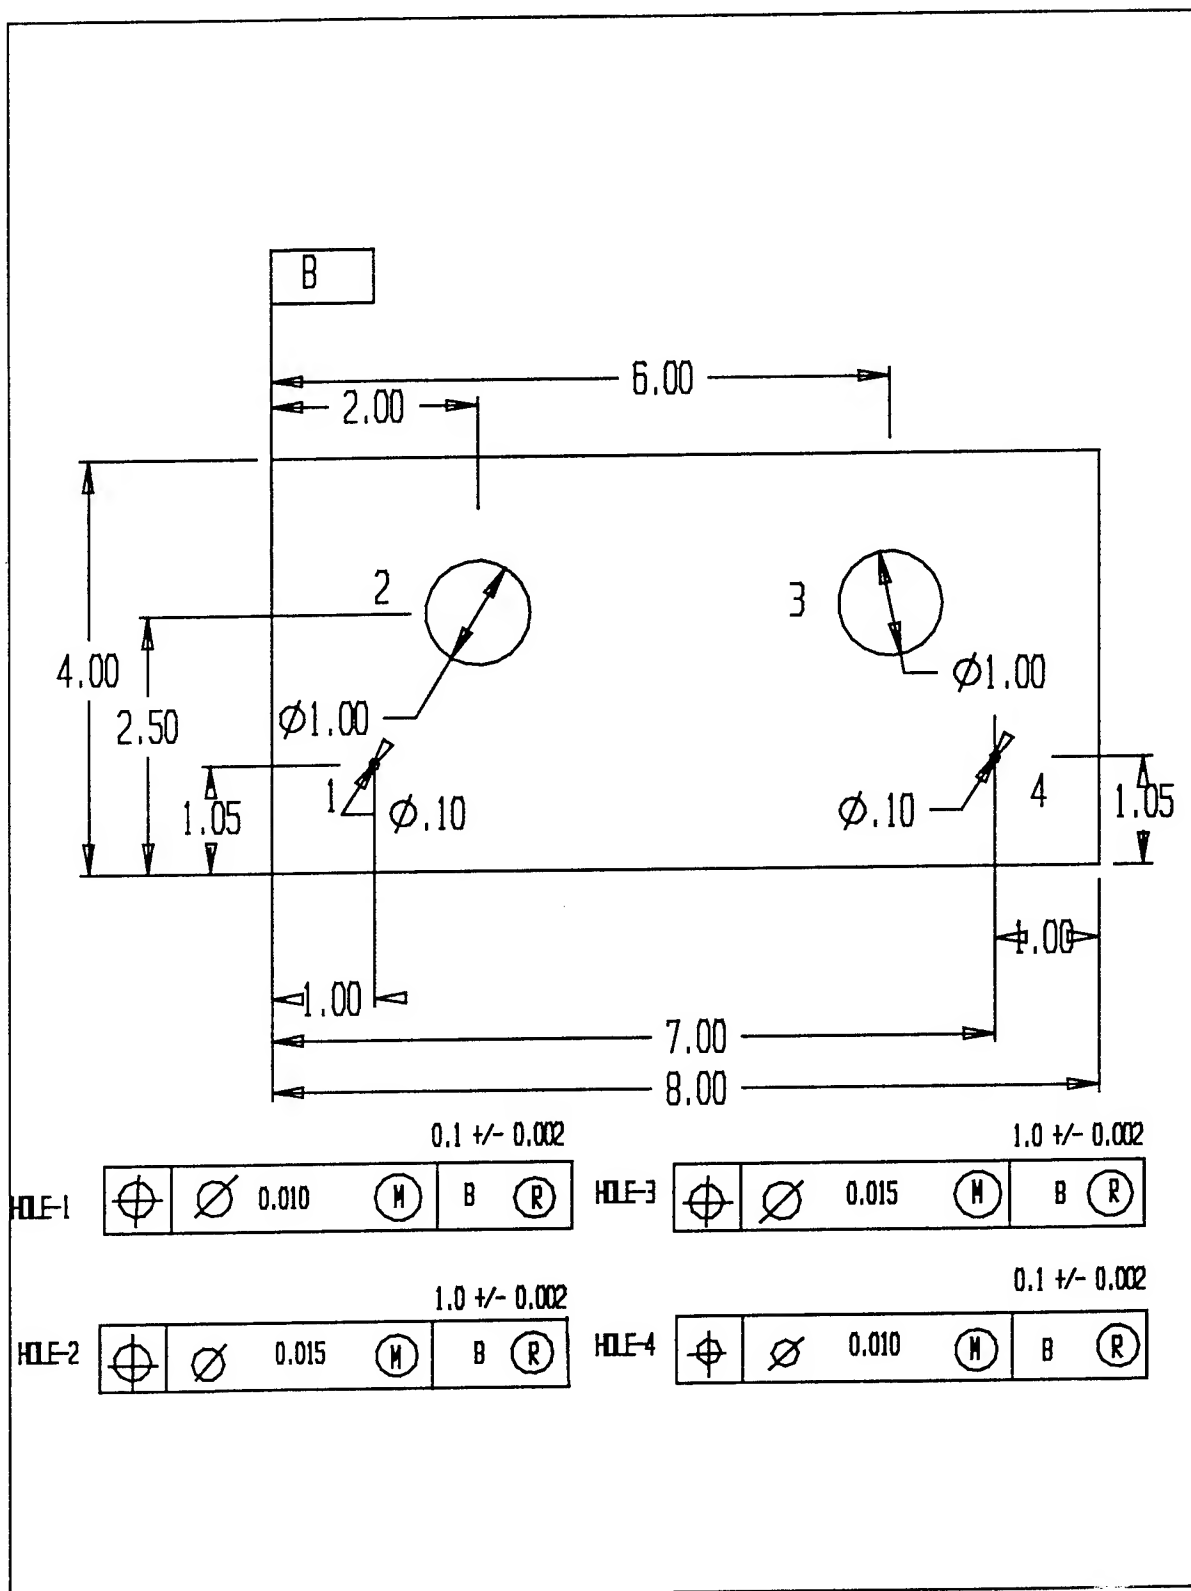 B
6.00
2.00
2
3
4.00
⌀1.00
2.50
⌀1.00
1
4
1.05
⌀.10
⌀.10
1.05
1.00
1.00
7.00
8.00
0.1 +/- 0.002
1.0 +/- 0.002
HOLE-1 ⌖ ⌀ 0.010 Ⓜ B Ⓡ
HOLE-3 ⌖ ⌀ 0.015 Ⓜ B Ⓡ
1.0 +/- 0.002
0.1 +/- 0.002
HOLE-2 ⌖ ⌀ 0.015 Ⓜ B Ⓡ
HOLE-4 ⌖ ⌀ 0.010 Ⓜ B Ⓡ